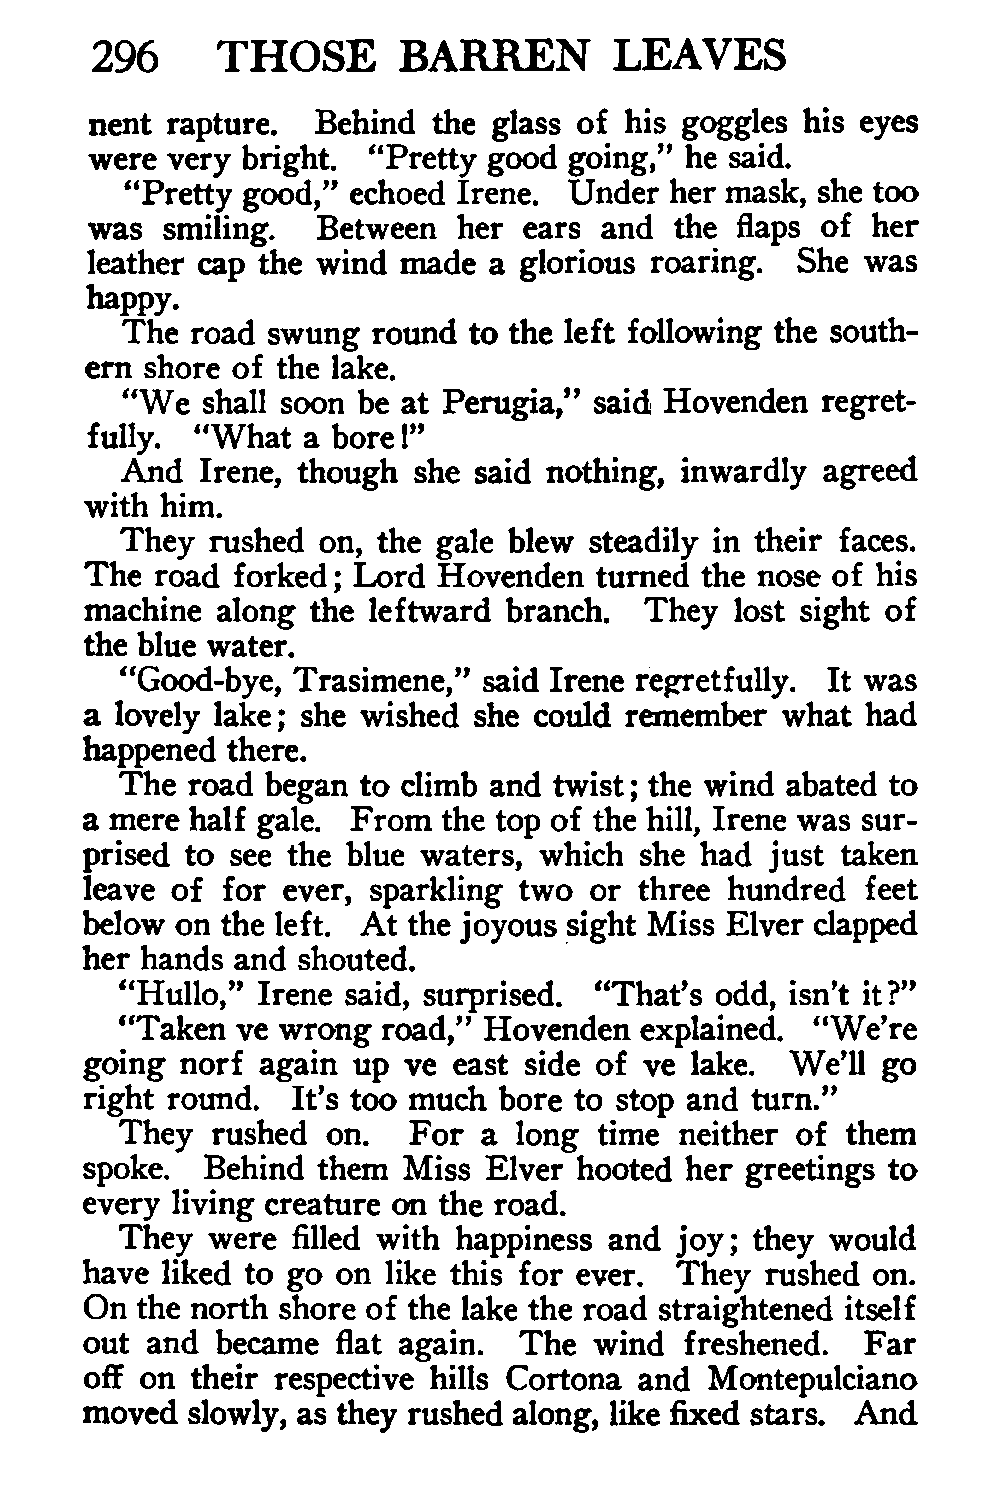 296 THOSE BARREN LEAVES
nent rapture. Behind the glass of his goggles his eyes
were very bright. “Pretty good going,” he said.
“Pretty good,” echoed Irene. Under her mask, she too
was smiling. Between her ears and the flaps of her
leather cap the wind made a glorious roaring. She was
happy.
The road swung round to the left following the south-
ern shore of the lake.
“We shall soon be at Perugia,” said Hovenden regret-
fully. “What a bore!”
And Irene, though she said nothing, inwardly agreed
with him.
They rushed on, the gale blew steadily in their faces.
The road forked; Lord Hovenden turned the nose of his
machine along the leftward branch. They lost sight of
the blue water.
“Good-bye, Trasimene,” said Irene regretfully. It was
a lovely lake; she wished she could remember what had
happened there.
The road began to climb and twist; the wind abated to
a mere half gale. From the top of the hill, Irene was sur-
prised to see the blue waters, which she had just taken
leave of for ever, sparkling two or three hundred feet
below on the left. At the joyous sight Miss Elver clapped
her hands and shouted.
“Hullo,” Irene said, surprised. “That’s odd, isn’t it?”
“Taken ve wrong road,” Hovenden explained. “We’re
going norf again up ve east side of ve lake. We’ll go
right round. It’s too much bore to stop and turn.”
They rushed on. For a long time neither of them
spoke. Behind them Miss Elver hooted her greetings to
every living creature on the road.
They were filled with happiness and joy; they would
have liked to go on like this for ever. They rushed on.
On the north shore of the lake the road straightened itself
out and became flat again. The wind freshened. Far
off on their respective hills Cortona and Montepulciano
moved slowly, as they rushed along, like fixed stars. And